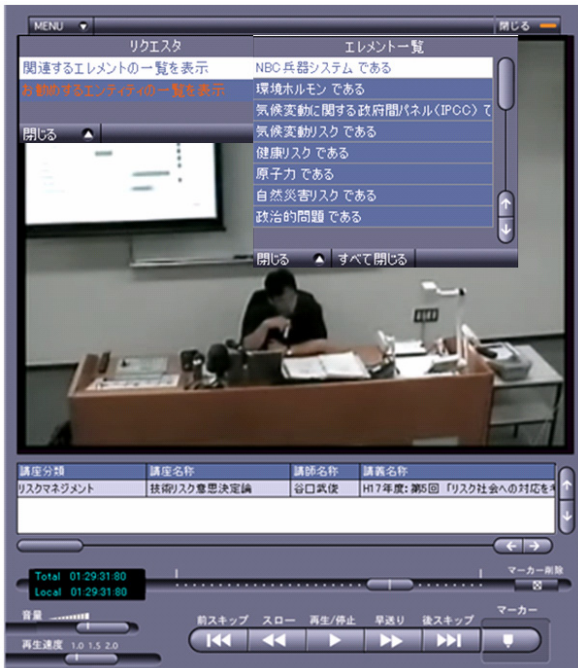 MENU ▼
閉じる
リクエスタ
関連するエレメントの一覧を表示
お勧めするエンティティの一覧を表示
閉じる ▲
エレメント一覧
NBC兵器システム である
環境ホルモン である
気候変動に関する政府間パネル(IPCC) で
気候変動リスク である
健康リスク である
原子力 である
自然災害リスク である
政治的問題 である
閉じる ▲ すべて閉じる
講座分類 講座名称 講師名称 講義名称
リスクマネジメント 技術リスク意思決定論 谷口武俊 H17年度: 第5回 「リスク社会への対応を考
マーカー削除
Total 01:29:31:80
Local 01:29:31:80
音量
前スキップ スロー 再生/停止 早送り 後スキップ マーカー
再生速度 1.0 1.5 2.0